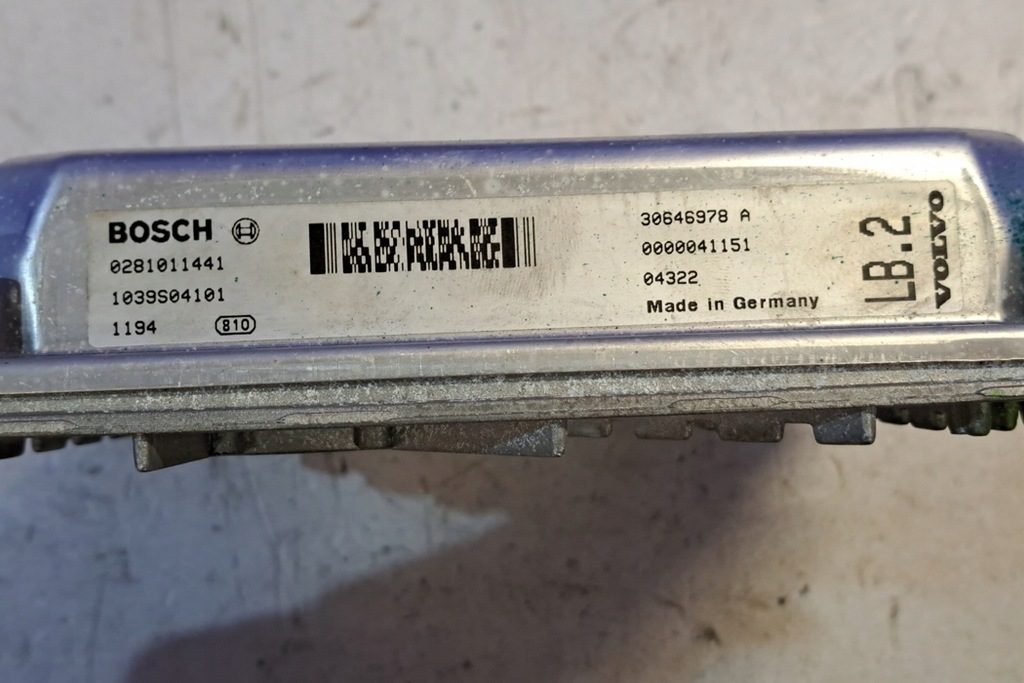 BOSCH
0281011441
1039S04101
1194 810
30646978 A
0000041151
04322
Made in Germany
LB.2
VOLVO